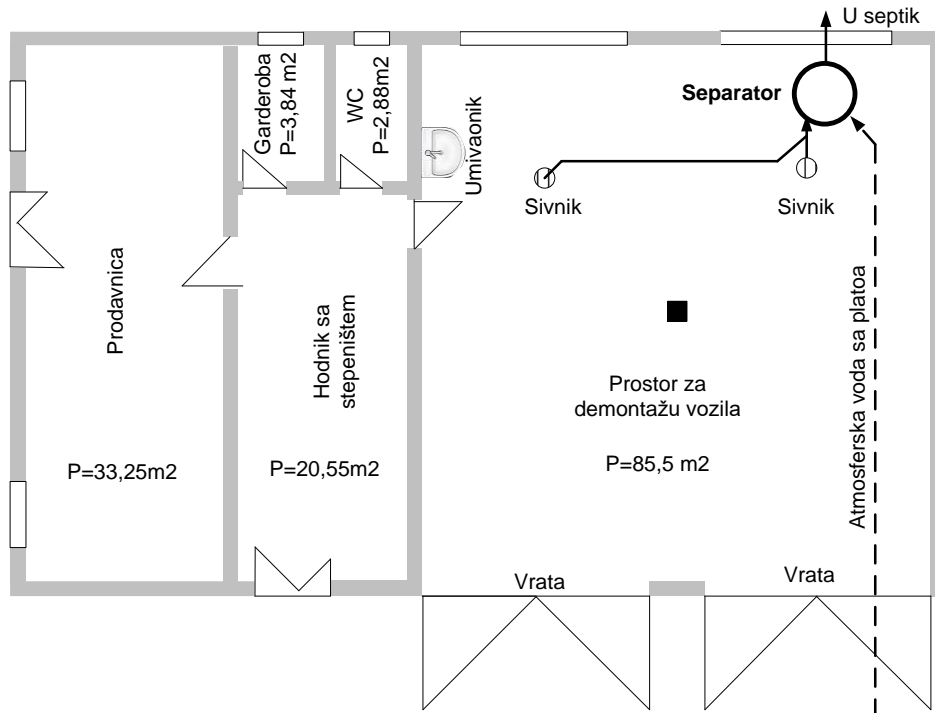 U septik
Separator
Garderoba
P=3,84 m2
WC
P=2,88m2
Umivaonik
Sivnik
Sivnik
Prodavnica
Hodnik sa
stepeništem
Atmosferska voda sa platoa
Prostor za
demontažu vozila
P=33,25m2
P=20,55m2
P=85,5 m2
Vrata
Vrata